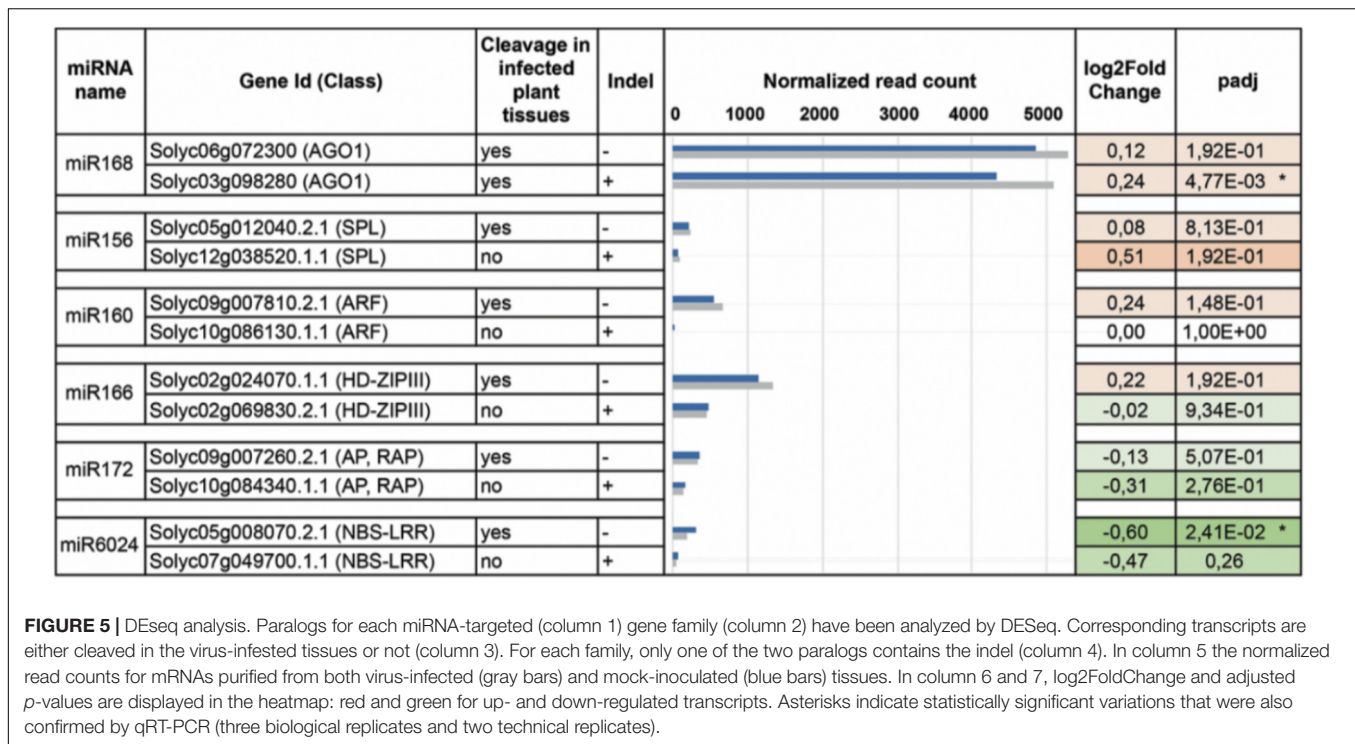 miRNA name
Gene Id (Class)
Cleavage in infected plant tissues
Indel
Normalized read count
0 1000 2000 3000 4000 5000
log2Fold Change
padj
miR168
Solyc06g072300 (AGO1) yes - 0,12 1,92E-01
Solyc03g098280 (AGO1) yes + 0,24 4,77E-03 *
miR156
Solyc05g012040.2.1 (SPL) yes - 0,08 8,13E-01
Solyc12g038520.1.1 (SPL) no + 0,51 1,92E-01
miR160
Solyc09g007810.2.1 (ARF) yes - 0,24 1,48E-01
Solyc10g086130.1.1 (ARF) no + 0,00 1,00E+00
miR166
Solyc02g024070.1.1 (HD-ZIPIII) yes - 0,22 1,92E-01
Solyc02g069830.2.1 (HD-ZIPIII) no + -0,02 9,34E-01
miR172
Solyc09g007260.2.1 (AP, RAP) yes - -0,13 5,07E-01
Solyc10g084340.1.1 (AP, RAP) no + -0,31 2,76E-01
miR6024
Solyc05g008070.2.1 (NBS-LRR) yes - -0,60 2,41E-02 *
Solyc07g049700.1.1 (NBS-LRR) no + -0,47 0,26
FIGURE 5 | DEseq analysis. Paralogs for each miRNA-targeted (column 1) gene family (column 2) have been analyzed by DESeq. Corresponding transcripts are
either cleaved in the virus-infested tissues or not (column 3). For each family, only one of the two paralogs contains the indel (column 4). In column 5 the normalized
read counts for mRNAs purified from both virus-infected (gray bars) and mock-inoculated (blue bars) tissues. In column 6 and 7, log2FoldChange and adjusted
p-values are displayed in the heatmap: red and green for up- and down-regulated transcripts. Asterisks indicate statistically significant variations that were also
confirmed by qRT-PCR (three biological replicates and two technical replicates).